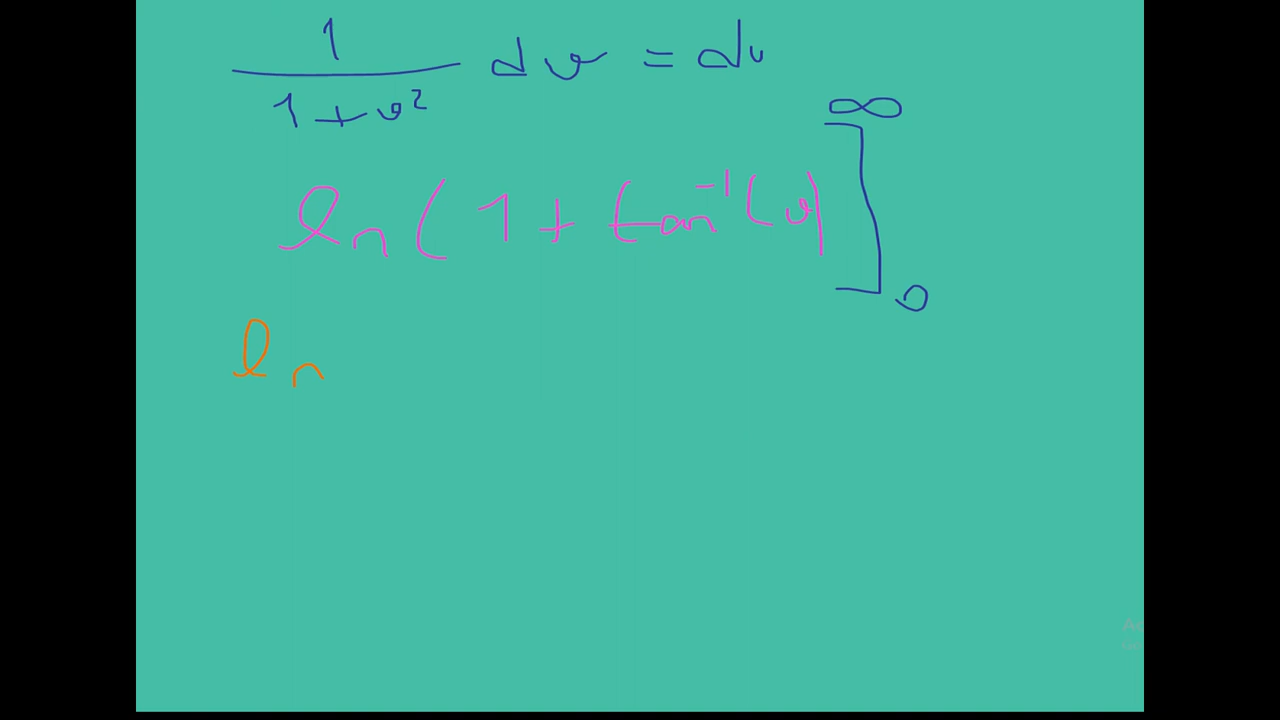 1
1+v² dv = du
∞
ln(1+tan⁻¹(v)]
0
ln